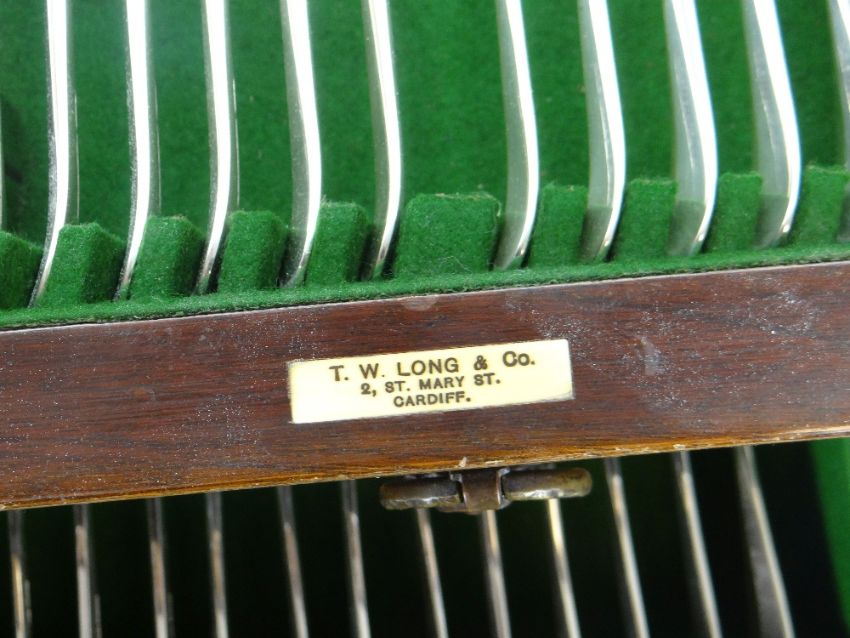 T. W. LONG & Co.
2, ST. MARY ST.
CARDIFF.